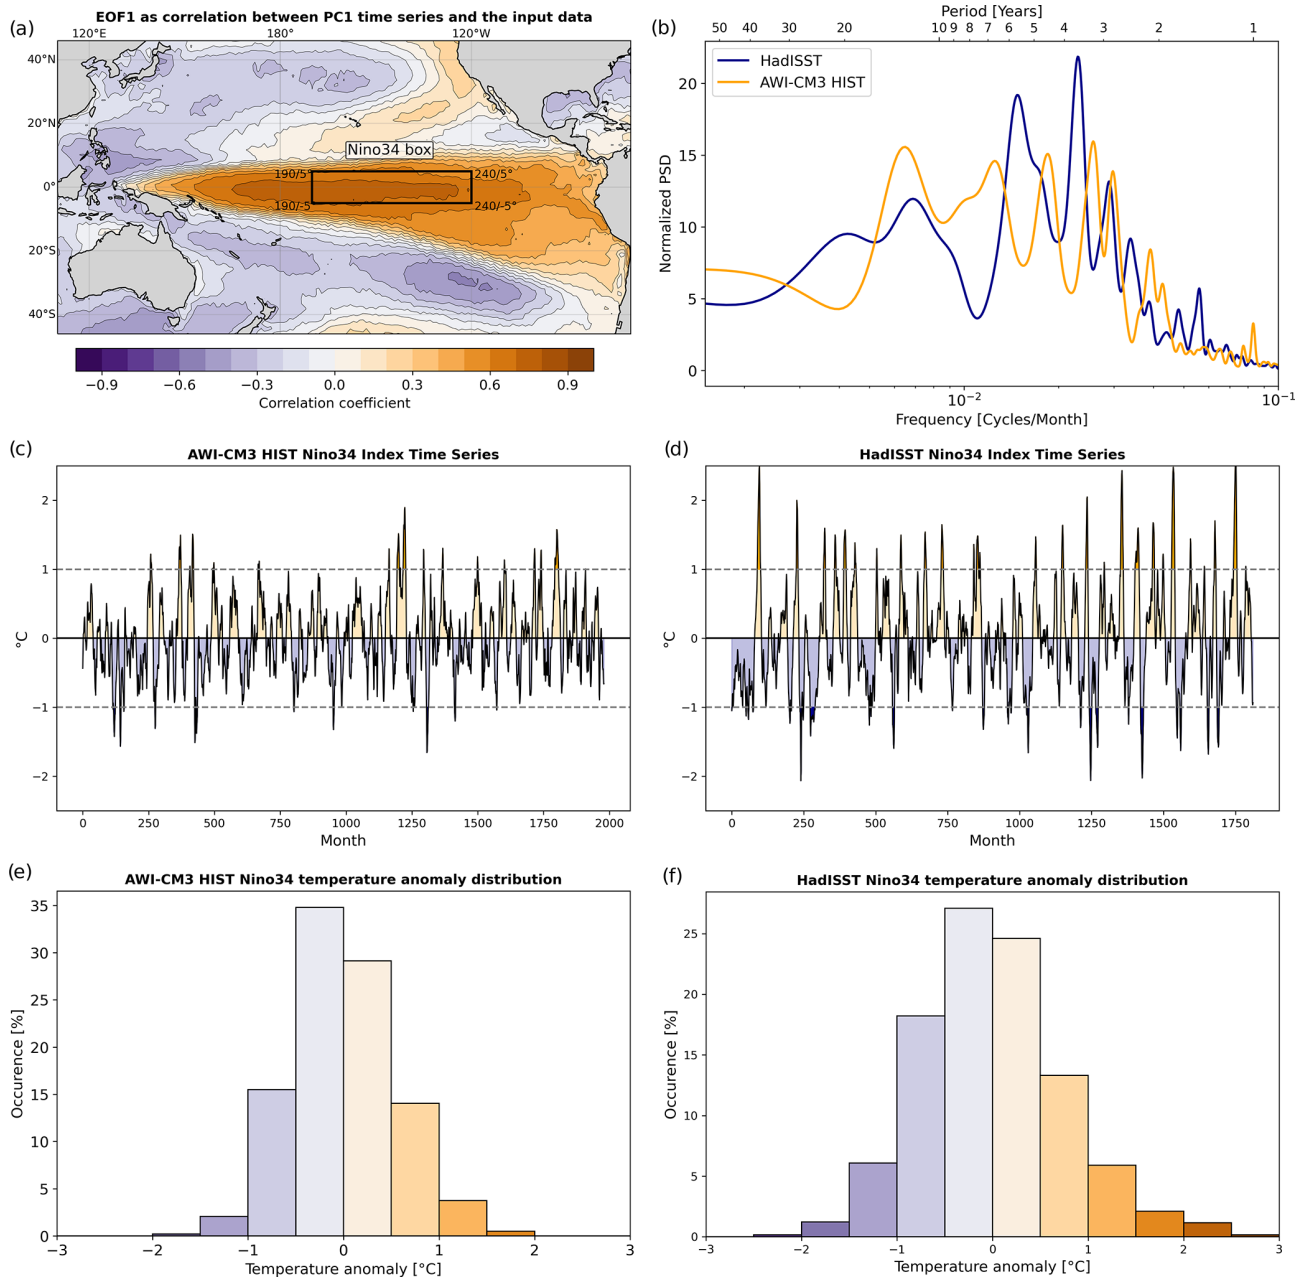 (a)
EOF1 as correlation between PC1 time series and the input data
120°E 180° 120°W
40°N
20°N
0°
20°S
40°S
Nino34 box
190/5° 240/5°
190/-5° 240/-5°
−0.9 −0.6 −0.3 0.0 0.3 0.6 0.9
Correlation coefficient
(b)
Period [Years]
50 40 30 20 10 9 8 7 6 5 4 3 2 1
HadISST
AWI-CM3 HIST
Normalized PSD
20
15
10
5
0
10⁻² 10⁻¹
Frequency [Cycles/Month]
(c)
AWI-CM3 HIST Nino34 Index Time Series
°C
2
1
0
−1
−2
0 250 500 750 1000 1250 1500 1750 2000
Month
(d)
HadISST Nino34 Index Time Series
°C
2
1
0
−1
−2
0 250 500 750 1000 1250 1500 1750
Month
(e)
AWI-CM3 HIST Nino34 temperature anomaly distribution
Occurence [%]
35
30
25
20
15
10
5
0
−3 −2 −1 0 1 2 3
Temperature anomaly [°C]
(f)
HadISST Nino34 temperature anomaly distribution
Occurence [%]
25
20
15
10
5
0
−3 −2 −1 0 1 2 3
Temperature anomaly [°C]